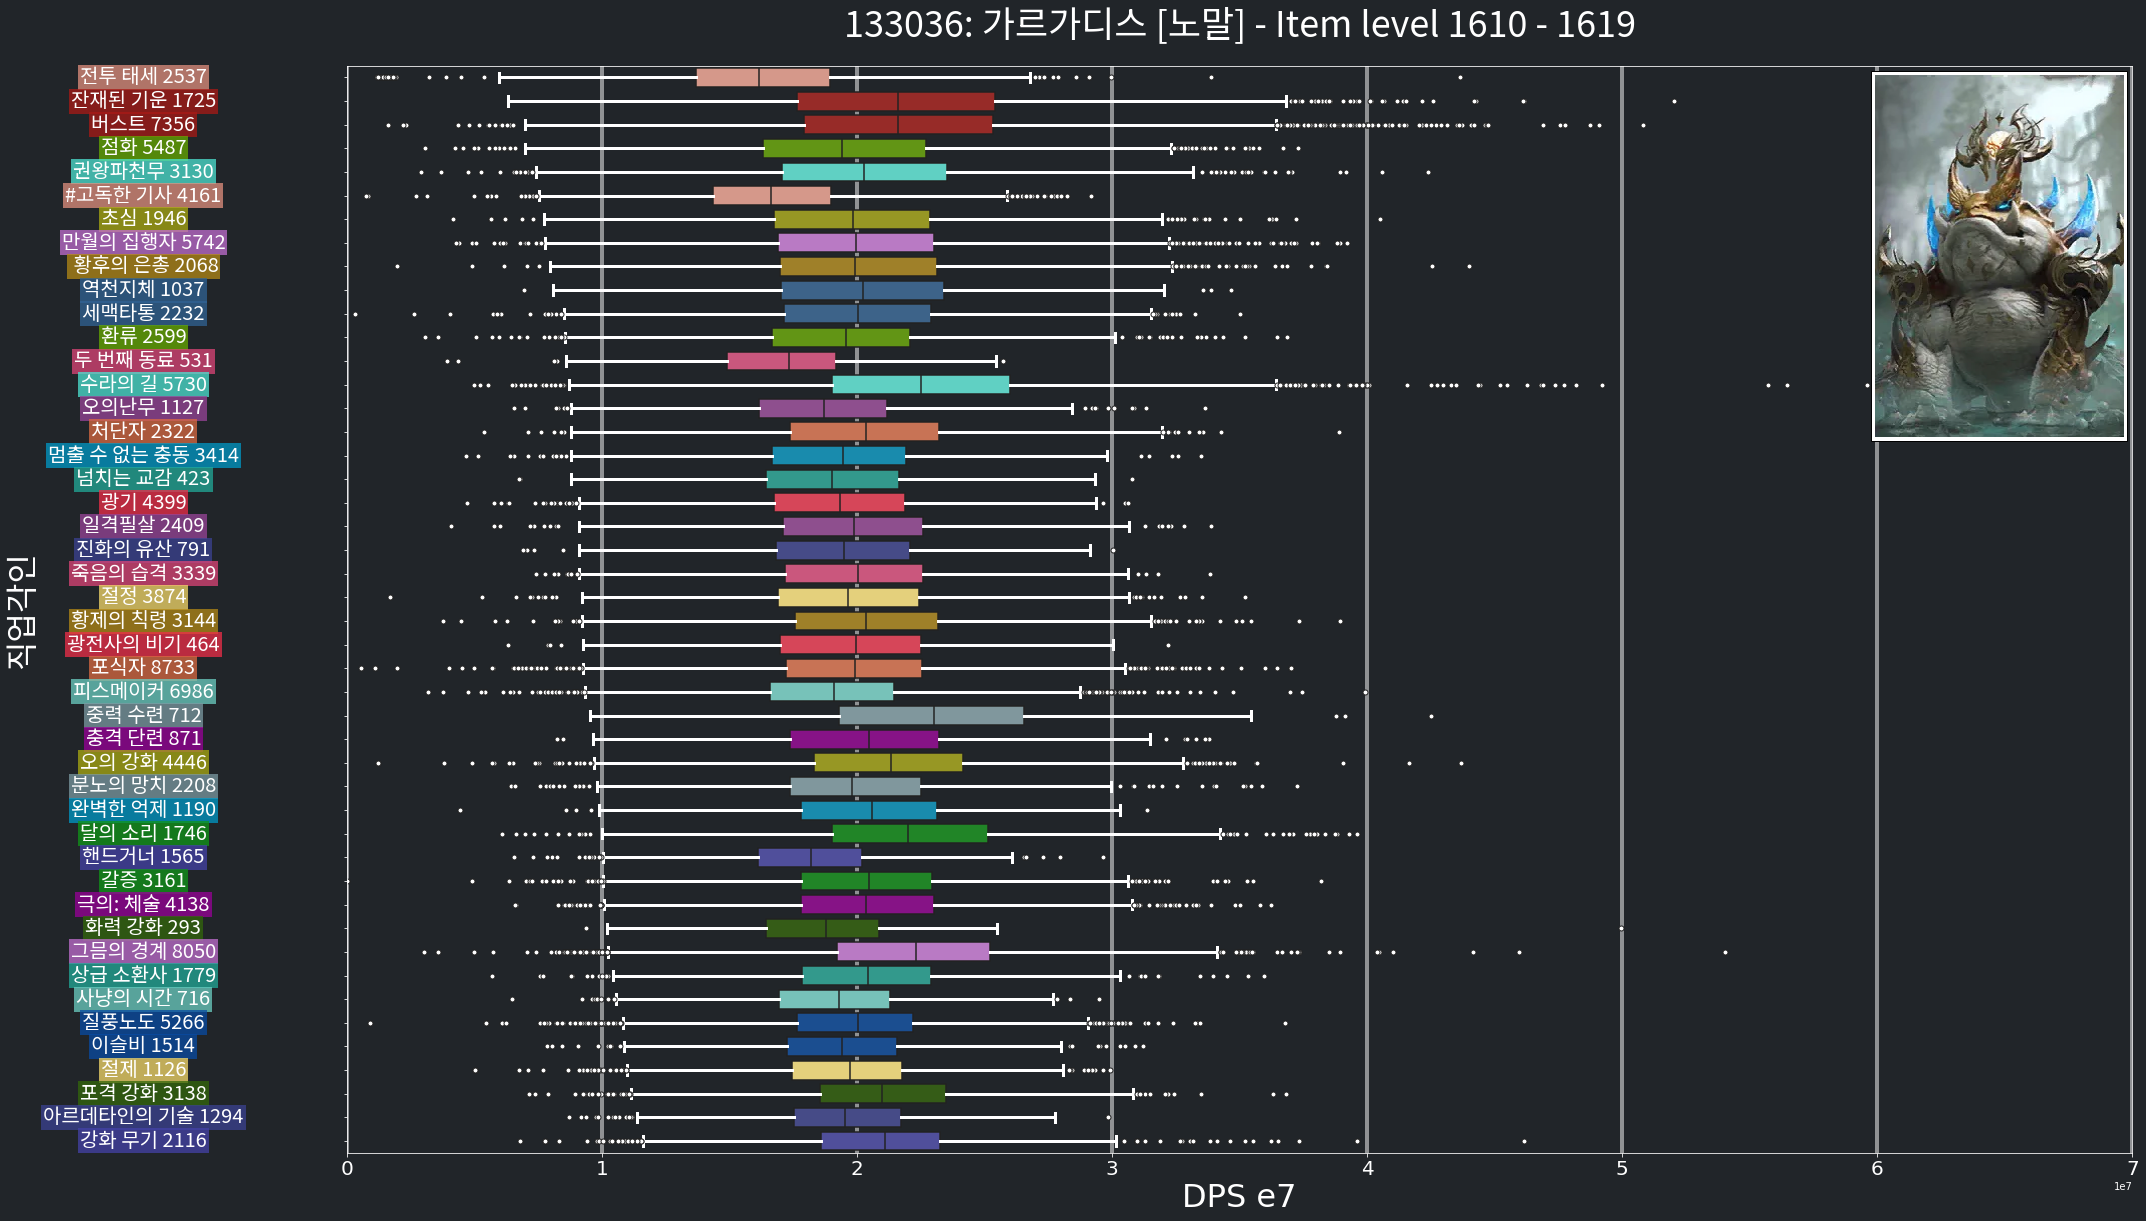 133036: 가르가디스 [노말] - Item level 1610 - 1619
전투 태세 2537
잔재된 기운 1725
버스트 7356
점화 5487
권왕파천무 3130
#고독한 기사 4161
초심 1946
만월의 집행자 5742
황후의 은총 2068
역천지체 1037
세맥타통 2232
환류 2599
두 번째 동료 531
수라의 길 5730
오의난무 1127
처단자 2322
멈출 수 없는 충동 3414
넘치는 교감 423
광기 4399
일격필살 2409
진화의 유산 791
죽음의 습격 3339
절정 3874
황제의 칙령 3144
광전사의 비기 464
포식자 8733
피스메이커 6986
중력 수련 712
충격 단련 871
오의 강화 4446
분노의 망치 2208
완벽한 억제 1190
달의 소리 1746
핸드거너 1565
갈증 3161
극의: 체술 4138
화력 강화 293
그믐의 경계 8050
상급 소환사 1779
사냥의 시간 716
질풍노도 5266
이슬비 1514
절제 1126
포격 강화 3138
아르데타인의 기술 1294
강화 무기 2116
직업각인
0 1 2 3 4 5 6 7
DPS e7
1e7